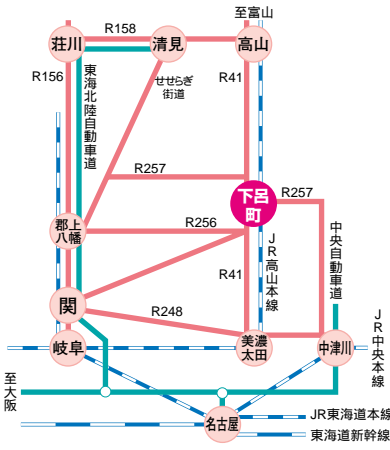 至富山
荘川
R158
清見
高山
R156
東海北陸自動車道
せせらぎ
街道
R41
R257
下呂
町
R257
郡上
八幡
R256
JR高山本線
中央自動車道
R41
関
R248
岐阜
美濃
太田
中津川
JR中央本線
至大阪
名古屋
JR東海道本線
東海道新幹線